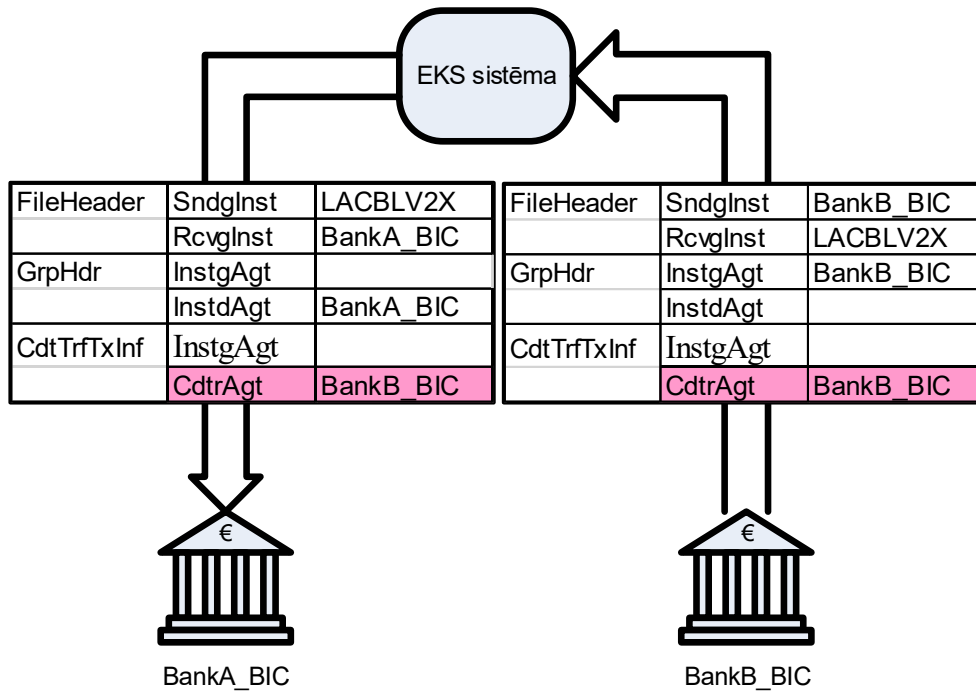 EKS sistēma
FileHeader SndgInst LACBLV2X
RcvgInst BankA_BIC
GrpHdr InstgAgt
InstdAgt BankA_BIC
CdtTrfTxInf InstgAgt
CdtrAgt BankB_BIC
FileHeader SndgInst BankB_BIC
RcvgInst LACBLV2X
GrpHdr InstgAgt BankB_BIC
InstdAgt
CdtTrfTxInf InstgAgt
CdtrAgt BankB_BIC
€
€
BankA_BIC
BankB_BIC